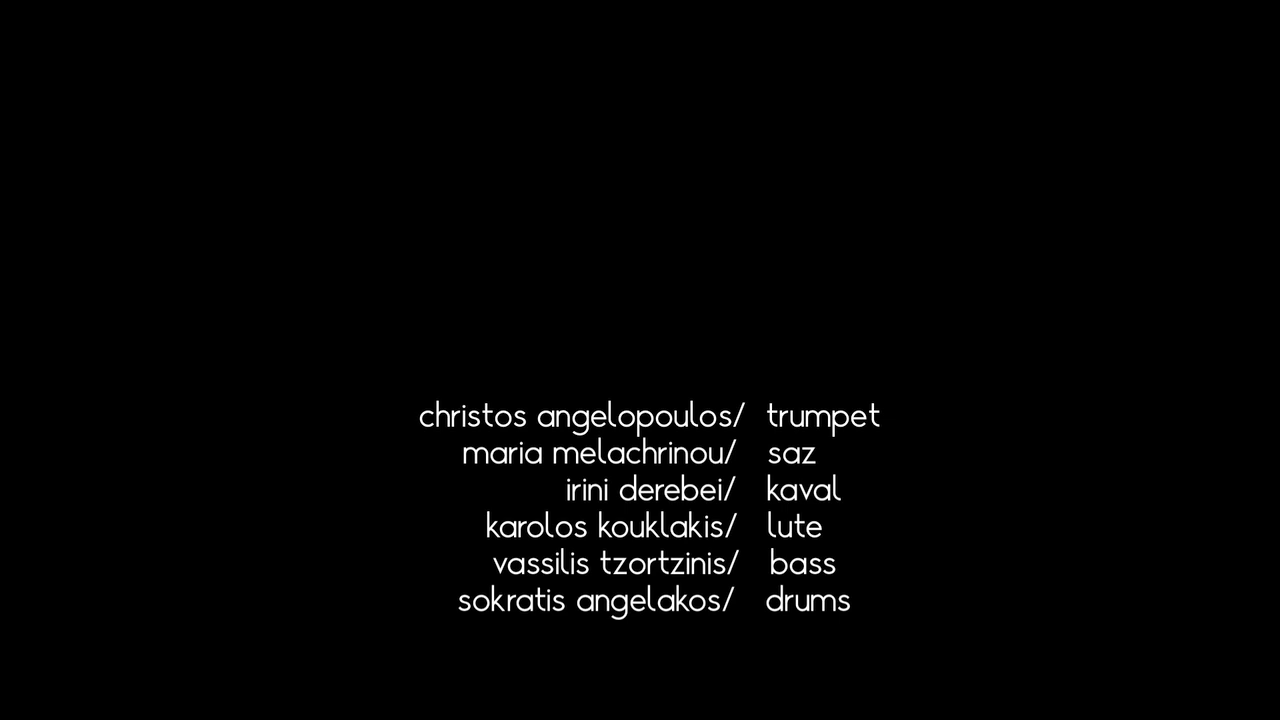 christos angelopoulos/ trumpet
maria melachrinou/ saz
irini derebei/ kaval
karolos kouklakis/ lute
vassilis tzortzinis/ bass
sokratis angelakos/ drums